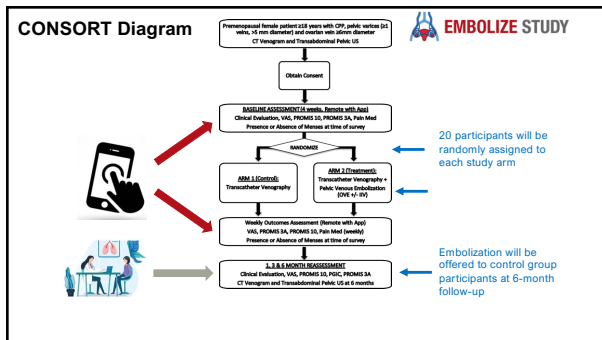 CONSORT Diagram
EMBOLIZE STUDY
Premenopausal female patient ≥18 years with CPP, pelvic varices (≥1
veins, >5 mm diameter) and ovarian vein ≥6mm diameter
CT Venogram and Transabdominal Pelvic US
Obtain Consent
BASELINE ASSESSMENT (4 weeks, Remote with App)
Clinical Evaluation, VAS, PROMIS 10, PROMIS 3A, Pain Med
Presence or Absence of Menses at time of survey
RANDOMIZE
20 participants will be
randomly assigned to
each study arm
ARM 1 (Control):
Transcatheter Venography
ARM 2 (Treatment):
Transcatheter Venography +
Pelvic Venous Embolization
(OVE +/- IIV)
Weekly Outcomes Assessment (Remote with App)
VAS, PROMIS 3A, PROMIS 10, Pain Med (weekly)
Presence or Absence of Menses at time of survey
1, 3 & 6 MONTH REASSESSMENT
Clinical Evaluation, VAS, PROMIS 10, PGIC, PROMIS 3A
CT Venogram and Transabdominal Pelvic US at 6 months
Embolization will be
offered to control group
participants at 6-month
follow-up